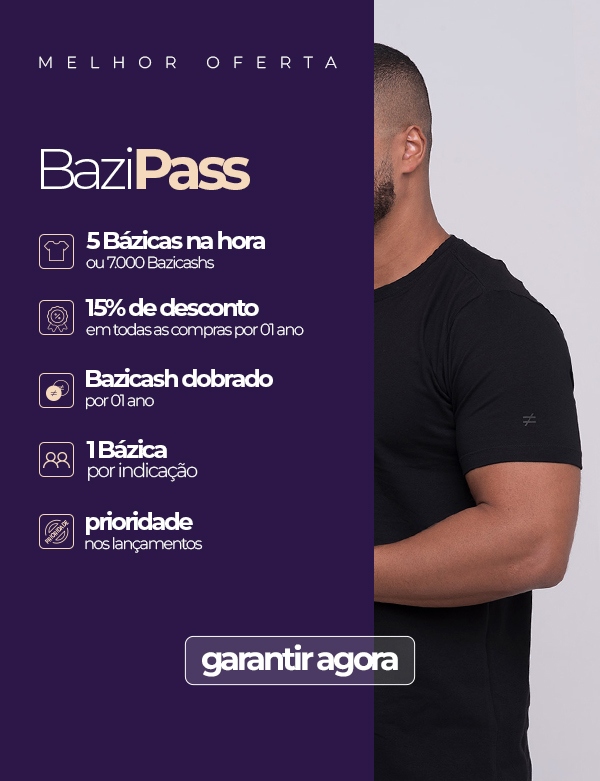 MELHOR OFERTA
BaziPass
5 Bázicas na hora
ou 7.000 Bazicashs
15% de desconto
em todas as compras por 01 ano
Bazicash dobrado
por 01 ano
1 Bázica
por indicação
PRIORIDADE
prioridade
nos lançamentos
garantir agora